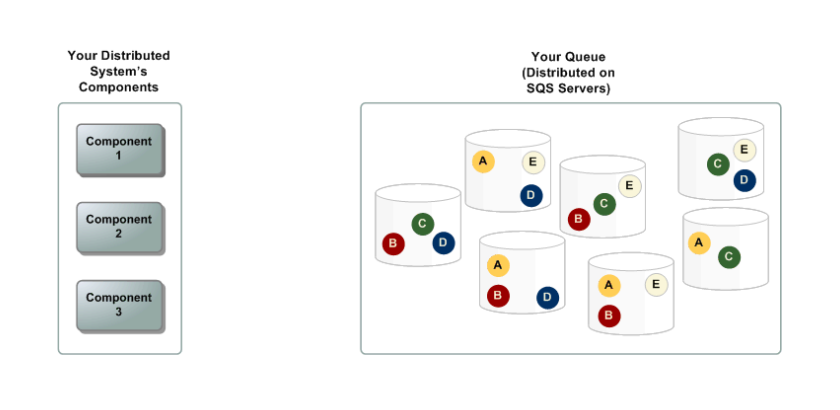 Your Distributed
System's
Components
Component
1
Component
2
Component
3
Your Queue
(Distributed on
SQS Servers)
B
C
D
A
E
D
A
B
D
B
C
E
A
E
B
C
E
D
A
C